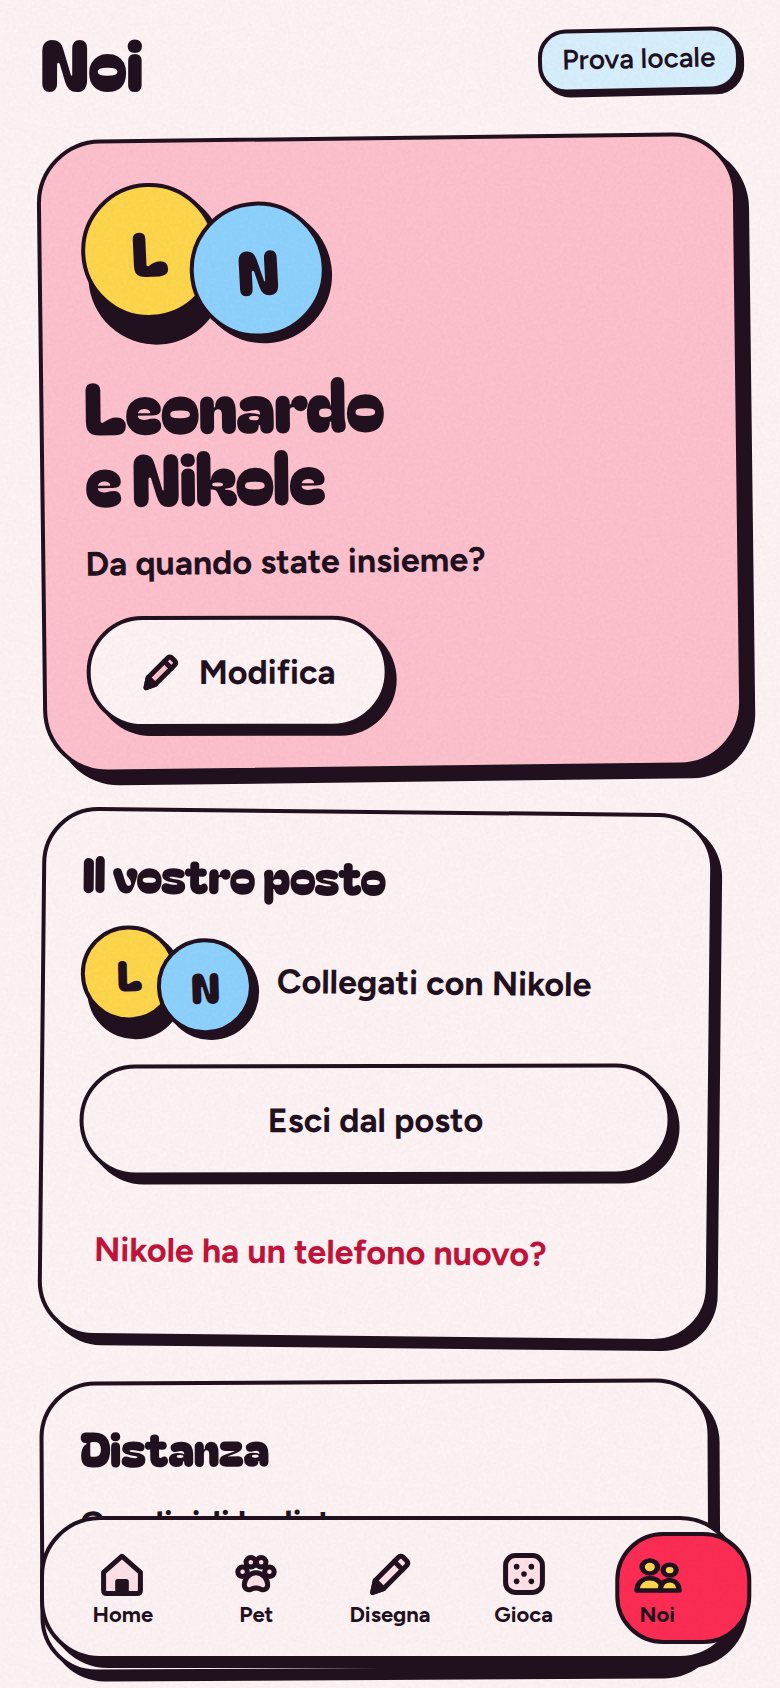 Noi
Prova locale
L
N
Leonardo
e Nikole
Da quando state insieme?
Modifica
Il vostro posto
L
N
Collegati con Nikole
Esci dal posto
Nikole ha un telefono nuovo?
Distanza
Home
Pet
Disegna
Gioca
Noi